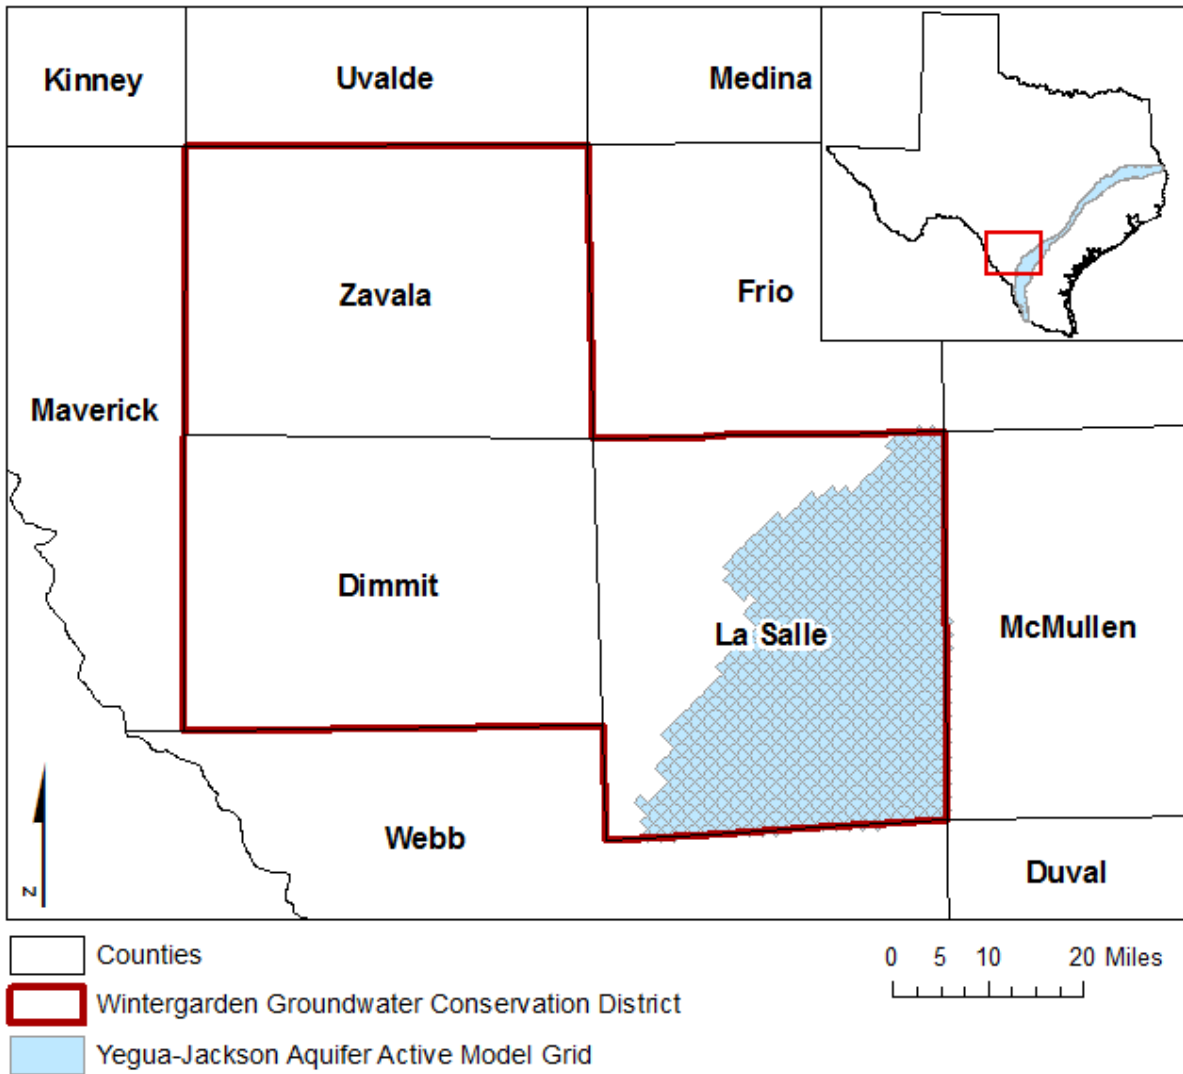 Kinney
Uvalde
Medina
Zavala
Frio
Maverick
Dimmit
La Salle
McMullen
Webb
Duval
N
Counties
0 5 10 20 Miles
Wintergarden Groundwater Conservation District
Yegua-Jackson Aquifer Active Model Grid